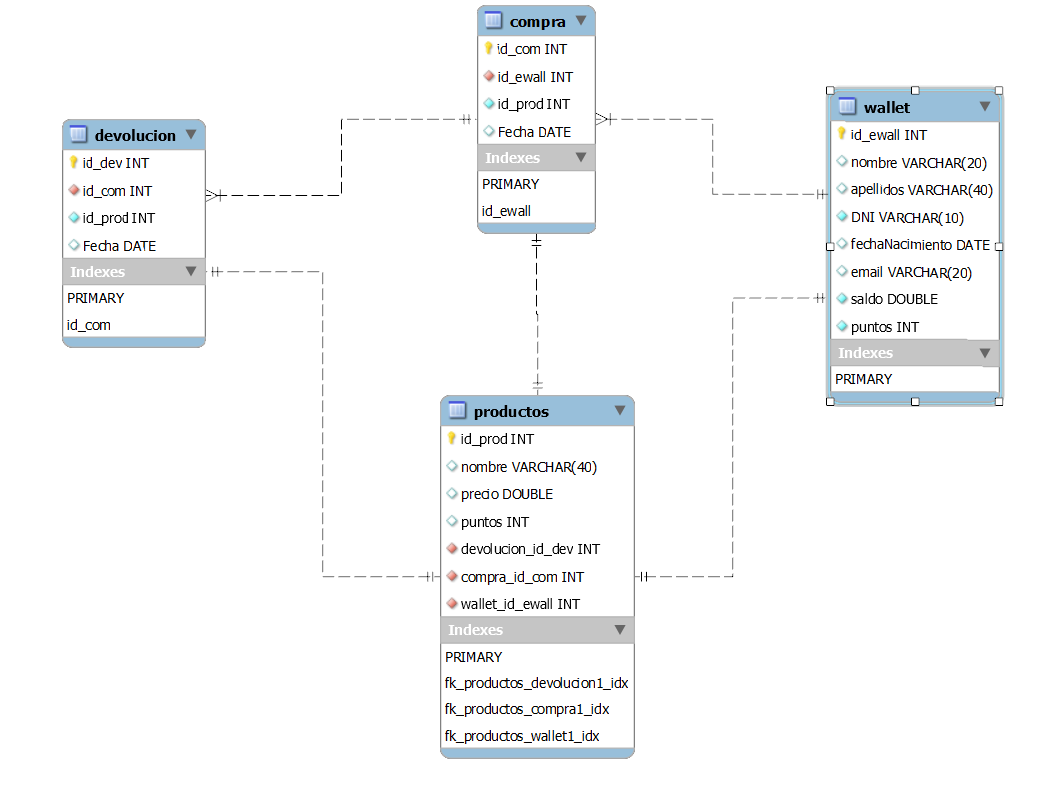 compra
id_com INT
id_ewall INT
id_prod INT
Fecha DATE
Indexes
PRIMARY
id_ewall
devolucion
id_dev INT
id_com INT
id_prod INT
Fecha DATE
Indexes
PRIMARY
id_com
wallet
id_ewall INT
nombre VARCHAR(20)
apellidos VARCHAR(40)
DNI VARCHAR(10)
fechaNacimiento DATE
email VARCHAR(20)
saldo DOUBLE
puntos INT
Indexes
PRIMARY
productos
id_prod INT
nombre VARCHAR(40)
precio DOUBLE
puntos INT
devolucion_id_dev INT
compra_id_com INT
wallet_id_ewall INT
Indexes
PRIMARY
fk_productos_devolucion1_idx
fk_productos_compra1_idx
fk_productos_wallet1_idx